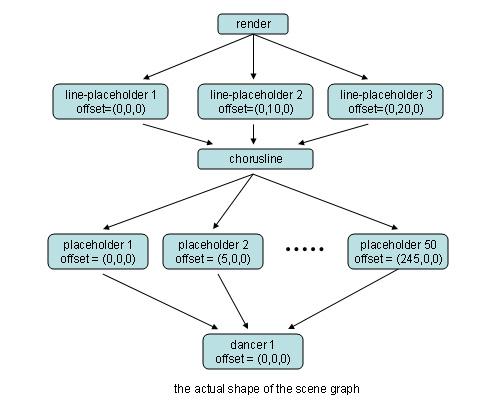 render
line-placeholder 1
offset=(0,0,0)
line-placeholder 2
offset=(0,10,0)
line-placeholder 3
offset=(0,20,0)
chorusline
placeholder 1
offset = (0,0,0)
placeholder 2
offset = (5,0,0)
placeholder 50
offset = (245,0,0)
dancer 1
offset = (0,0,0)
the actual shape of the scene graph